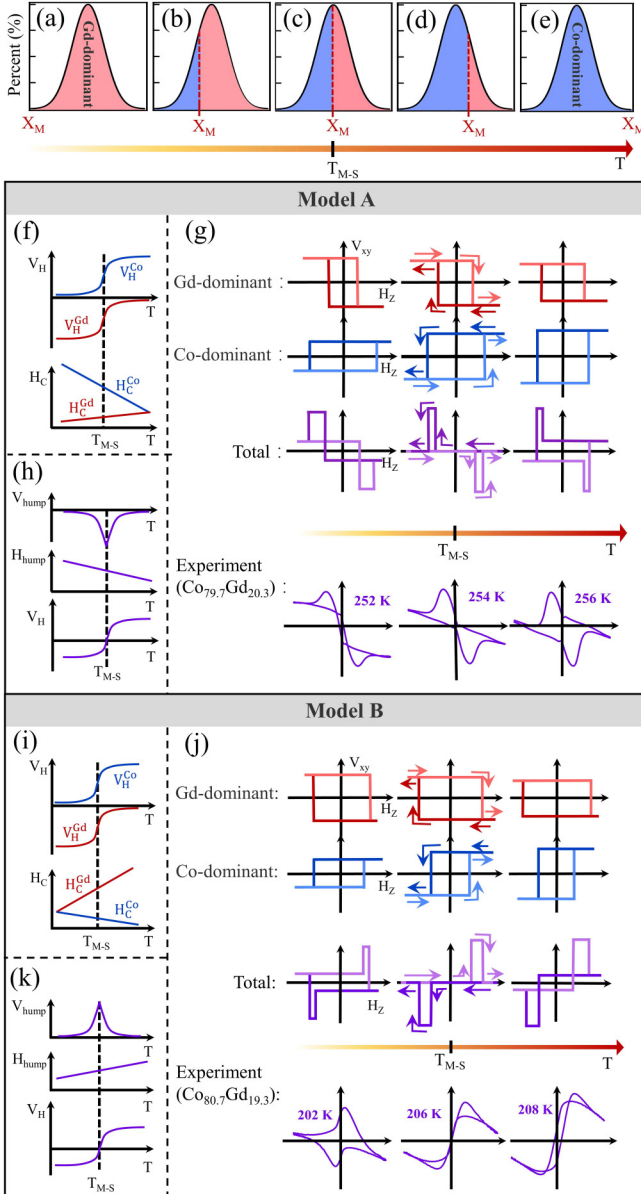 (a) (b) (c) (d) (e)
Percent (%)
Gd-dominant
Co-dominant
X_M X_M X_M X_M X_M
T_M-S T
Model A
(f)
V_H
V_H^Co
V_H^Gd
T
H_C
H_C^Co
H_C^Gd
T_M-S T
(g)
V_xy
Gd-dominant :
H_Z
Co-dominant :
H_Z
Total :
H_Z
T_M-S T
Experiment
(Co79.7Gd20.3) :
252 K 254 K 256 K
(h)
V_hump
T
H_hump
T
V_H
T
T_M-S
Model B
(i)
V_H
V_H^Co
V_H^Gd
T
H_C
H_C^Gd
H_C^Co
T_M-S T
(j)
V_xy
Gd-dominant:
H_Z
Co-dominant:
H_Z
Total:
H_Z
T_M-S T
Experiment
(Co80.7Gd19.3):
202 K 206 K 208 K
(k)
V_hump
T
H_hump
T
V_H
T
T_M-S